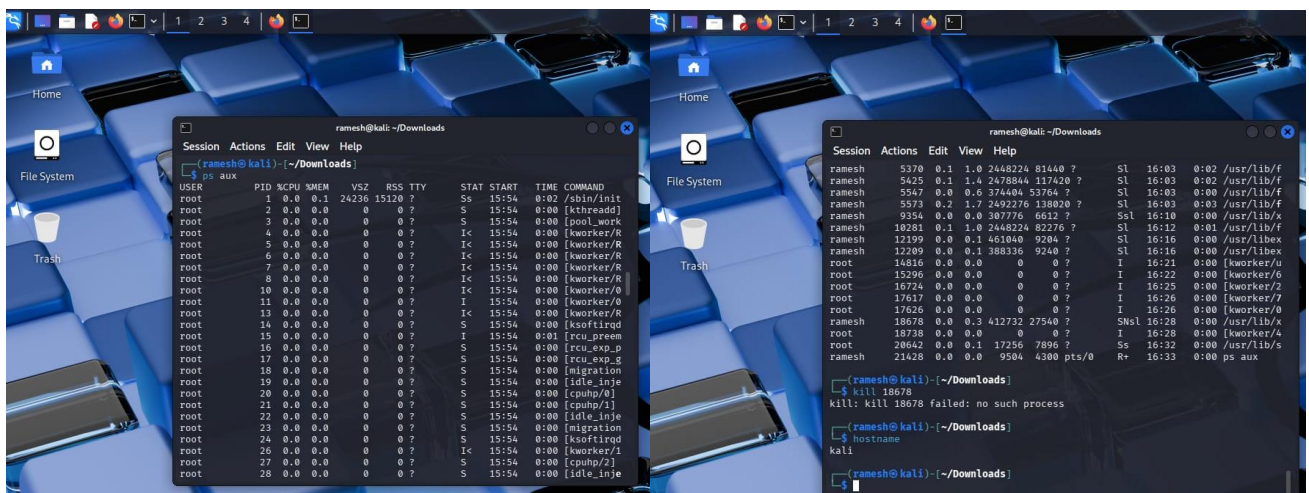 1 2 3 4
Home
File System
Trash
ramesh@kali: ~/Downloads
Session Actions Edit View Help
(ramesh㉿kali)-[~/Downloads]
$ ps aux
USER PID %CPU %MEM VSZ RSS TTY STAT START TIME COMMAND
root 1 0.0 0.1 24236 15120 ? Ss 15:54 0:02 /sbin/init
root 2 0.0 0.0 0 0 ? S 15:54 0:00 [kthreadd]
root 3 0.0 0.0 0 0 ? S 15:54 0:00 [pool_work
root 4 0.0 0.0 0 0 ? I< 15:54 0:00 [kworker/R
root 5 0.0 0.0 0 0 ? I< 15:54 0:00 [kworker/R
root 6 0.0 0.0 0 0 ? I< 15:54 0:00 [kworker/R
root 7 0.0 0.0 0 0 ? I< 15:54 0:00 [kworker/R
root 8 0.0 0.0 0 0 ? I< 15:54 0:00 [kworker/R
root 10 0.0 0.0 0 0 ? I< 15:54 0:00 [kworker/0
root 11 0.0 0.0 0 0 ? I 15:54 0:00 [kworker/0
root 13 0.0 0.0 0 0 ? I< 15:54 0:00 [kworker/R
root 14 0.0 0.0 0 0 ? S 15:54 0:00 [ksoftirqd
root 15 0.0 0.0 0 0 ? I 15:54 0:01 [rcu_preem
root 16 0.0 0.0 0 0 ? S 15:54 0:00 [rcu_exp_p
root 17 0.0 0.0 0 0 ? S 15:54 0:00 [rcu_exp_g
root 18 0.0 0.0 0 0 ? S 15:54 0:00 [migration
root 19 0.0 0.0 0 0 ? S 15:54 0:00 [idle_inje
root 20 0.0 0.0 0 0 ? S 15:54 0:00 [cpuhp/0]
root 21 0.0 0.0 0 0 ? S 15:54 0:00 [cpuhp/1]
root 22 0.0 0.0 0 0 ? S 15:54 0:00 [idle_inje
root 23 0.0 0.0 0 0 ? S 15:54 0:00 [migration
root 24 0.0 0.0 0 0 ? S 15:54 0:00 [ksoftirqd
root 26 0.0 0.0 0 0 ? I< 15:54 0:00 [kworker/1
root 27 0.0 0.0 0 0 ? S 15:54 0:00 [cpuhp/2]
root 28 0.0 0.0 0 0 ? S 15:54 0:00 [idle_inje
1 2 3 4
Home
File System
Trash
ramesh@kali: ~/Downloads
Session Actions Edit View Help
ramesh 5370 0.1 1.0 2448224 81440 ? Sl 16:03 0:02 /usr/lib/f
ramesh 5425 0.1 1.4 2478844 117420 ? Sl 16:03 0:02 /usr/lib/f
ramesh 5547 0.0 0.6 374404 53764 ? Sl 16:03 0:00 /usr/lib/f
ramesh 5573 0.2 1.7 2492276 138020 ? Sl 16:03 0:03 /usr/lib/f
ramesh 9354 0.0 0.0 307776 6612 ? Ssl 16:10 0:00 /usr/lib/x
ramesh 10281 0.1 1.0 2448224 82276 ? Sl 16:12 0:01 /usr/lib/f
ramesh 12199 0.0 0.1 461040 9204 ? Sl 16:16 0:00 /usr/libex
ramesh 12209 0.0 0.1 388336 9240 ? Sl 16:16 0:00 /usr/libex
root 14816 0.0 0.0 0 0 ? I 16:21 0:00 [kworker/u
root 15296 0.0 0.0 0 0 ? I 16:22 0:00 [kworker/6
root 16724 0.0 0.0 0 0 ? I 16:25 0:00 [kworker/2
root 17617 0.0 0.0 0 0 ? I 16:26 0:00 [kworker/7
root 17626 0.0 0.0 0 0 ? I 16:26 0:00 [kworker/0
ramesh 18678 0.0 0.3 412732 27540 ? SNsl 16:28 0:00 /usr/lib/x
root 18738 0.0 0.0 0 0 ? I 16:28 0:00 [kworker/4
root 20642 0.0 0.1 17256 7896 ? Ss 16:32 0:00 /usr/lib/s
ramesh 21428 0.0 0.0 9504 4300 pts/0 R+ 16:33 0:00 ps aux
(ramesh㉿kali)-[~/Downloads]
$ kill 18678
kill: kill 18678 failed: no such process
(ramesh㉿kali)-[~/Downloads]
$ hostname
kali
(ramesh㉿kali)-[~/Downloads]
$